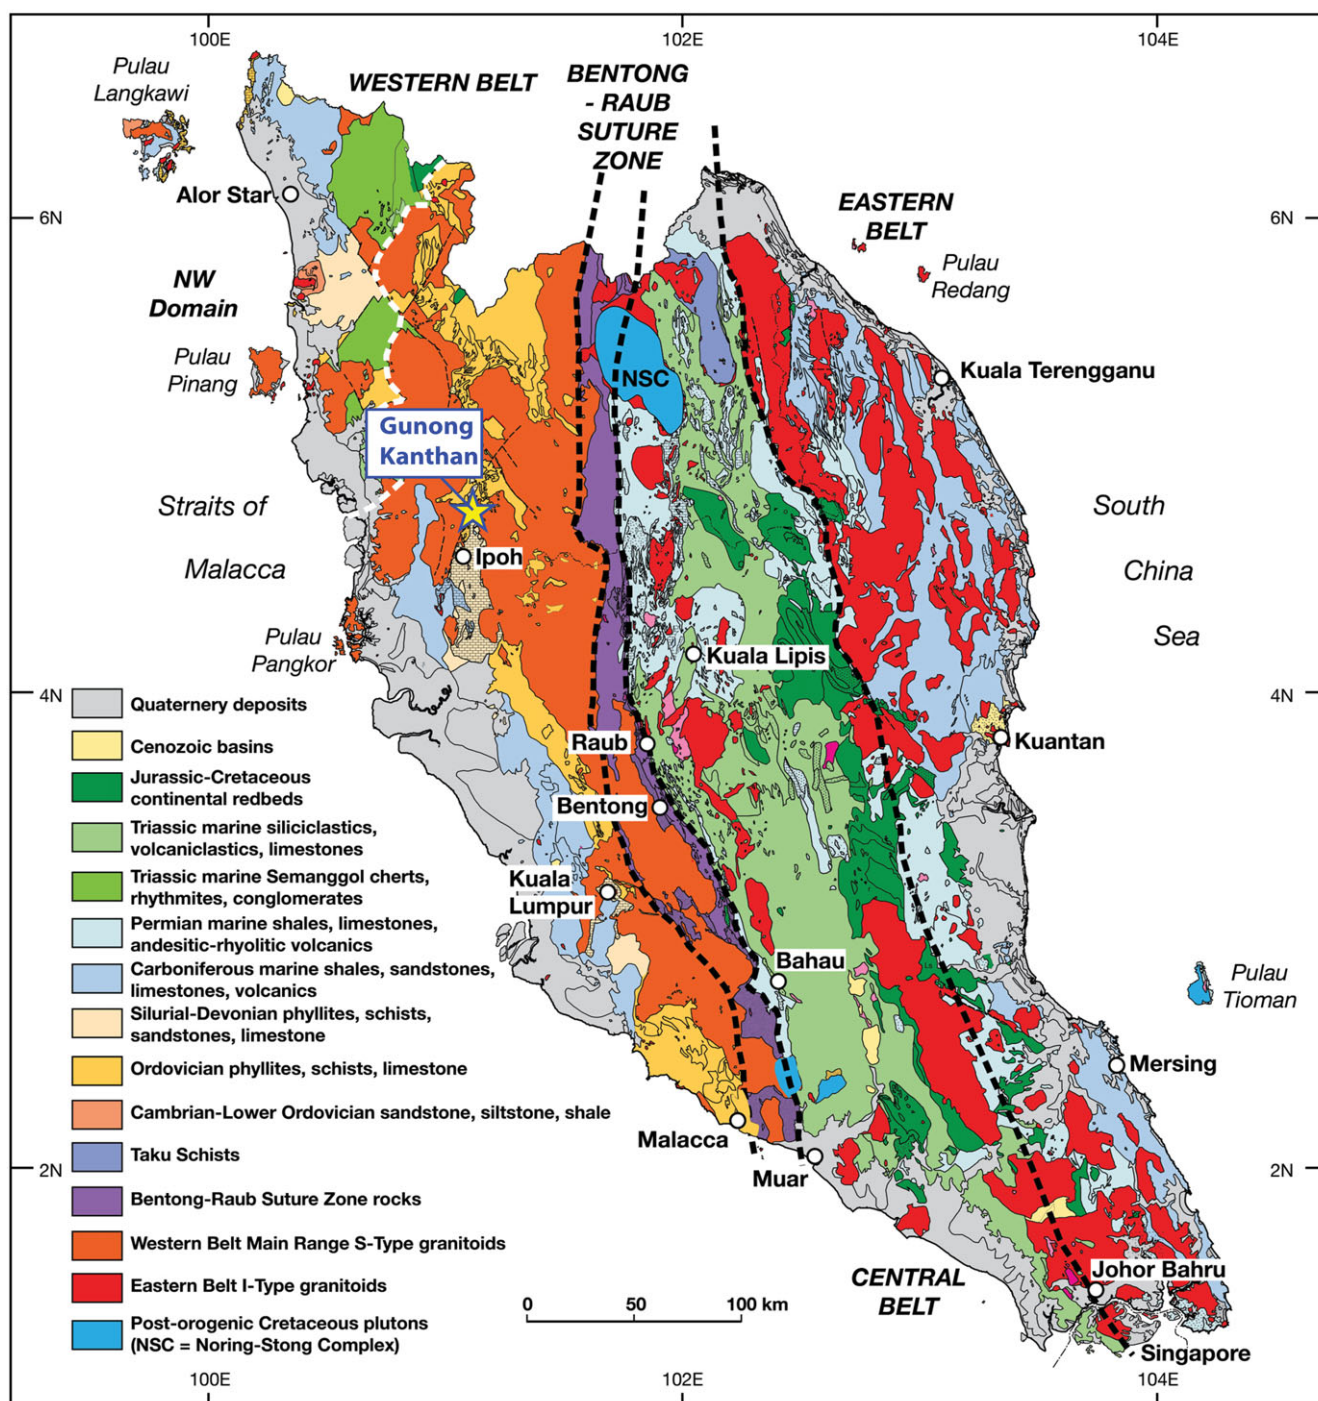 100E
102E
104E
Pulau
Langkawi
WESTERN BELT
BENTONG
- RAUB
SUTURE
ZONE
Alor Star
6N
6N
EASTERN
BELT
Pulau
Redang
NW
Domain
Pulau
Pinang
NSC
Kuala Terengganu
Gunong
Kanthan
Straits of
Malacca
South
China
Sea
Ipoh
Pulau
Pangkor
Kuala Lipis
4N
4N
Quaternery deposits
Cenozoic basins
Jurassic-Cretaceous
continental redbeds
Triassic marine siliciclastics,
volcaniclastics, limestones
Triassic marine Semanggol cherts,
rhythmites, conglomerates
Permian marine shales, limestones,
andesitic-rhyolitic volcanics
Carboniferous marine shales, sandstones,
limestones, volcanics
Silurial-Devonian phyllites, schists,
sandstones, limestone
Ordovician phyllites, schists, limestone
Cambrian-Lower Ordovician sandstone, siltstone, shale
Taku Schists
Bentong-Raub Suture Zone rocks
Western Belt Main Range S-Type granitoids
Eastern Belt I-Type granitoids
Post-orogenic Cretaceous plutons
(NSC = Noring-Stong Complex)
Raub
Kuantan
Bentong
Kuala
Lumpur
Bahau
Pulau
Tioman
Mersing
Malacca
Muar
2N
2N
CENTRAL
BELT
Johor Bahru
Singapore
0
50
100 km
100E
102E
104E